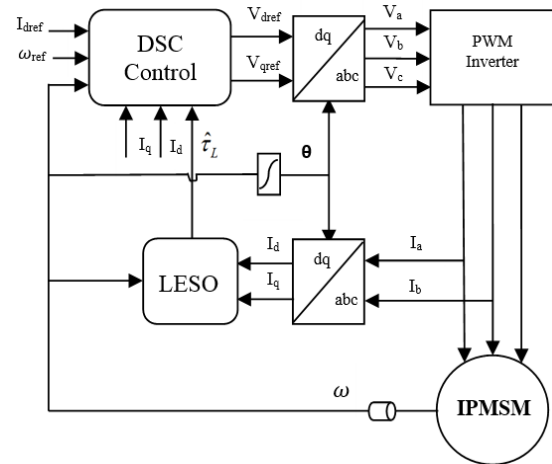 I_dref
ω_ref
DSC
Control
V_dref
V_qref
dq
abc
V_a
V_b
V_c
PWM
Inverter
I_q
I_d
τ̂_L
θ
LESO
I_d
I_q
dq
abc
I_a
I_b
ω
IPMSM